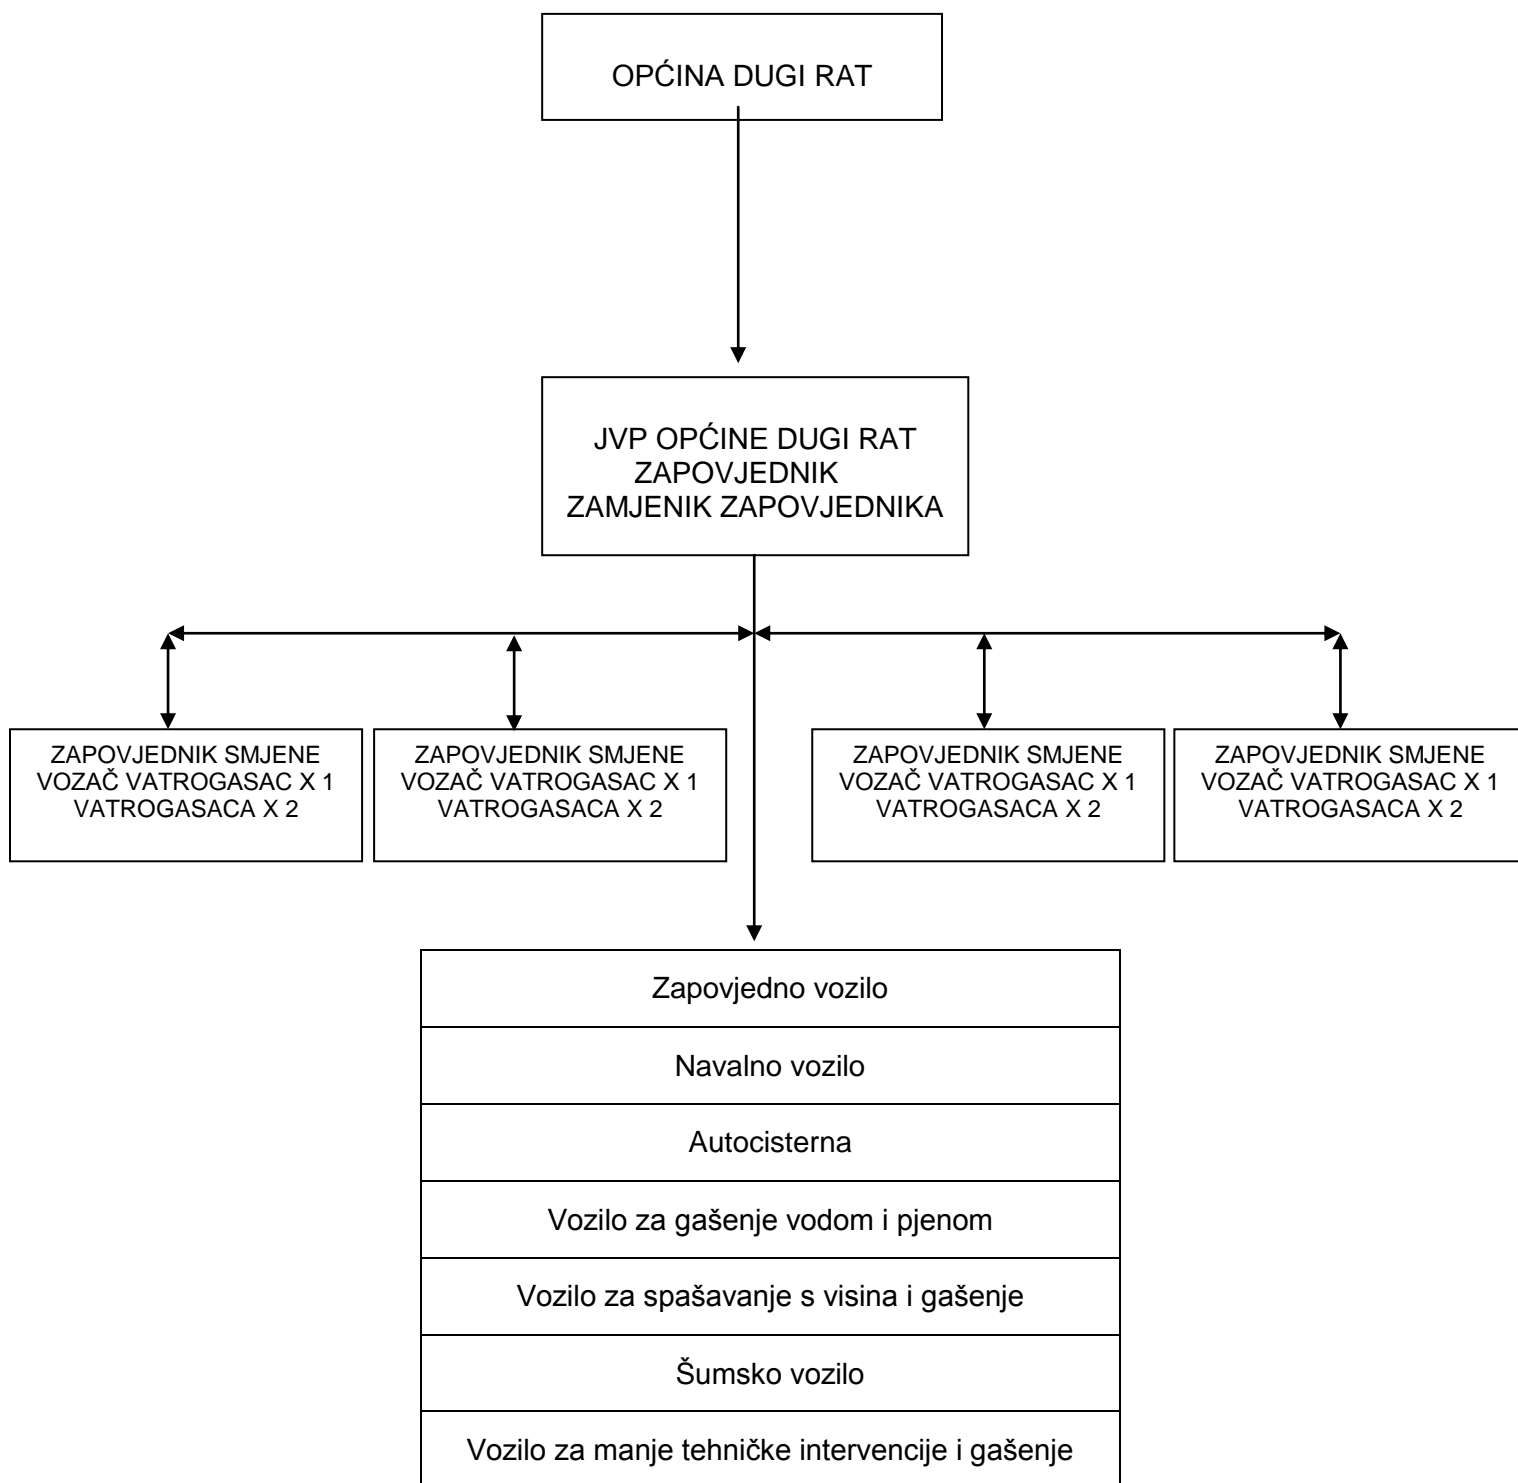 OPĆINA DUGI RAT
JVP OPĆINE DUGI RAT
ZAPOVJEDNIK
ZAMJENIK ZAPOVJEDNIKA
ZAPOVJEDNIK SMJENE
VOZAČ VATROGASAC X 1
VATROGASACA X 2
ZAPOVJEDNIK SMJENE
VOZAČ VATROGASAC X 1
VATROGASACA X 2
ZAPOVJEDNIK SMJENE
VOZAČ VATROGASAC X 1
VATROGASACA X 2
ZAPOVJEDNIK SMJENE
VOZAČ VATROGASAC X 1
VATROGASACA X 2
Zapovjedno vozilo
Navalno vozilo
Autocisterna
Vozilo za gašenje vodom i pjenom
Vozilo za spašavanje s visina i gašenje
Šumsko vozilo
Vozilo za manje tehničke intervencije i gašenje